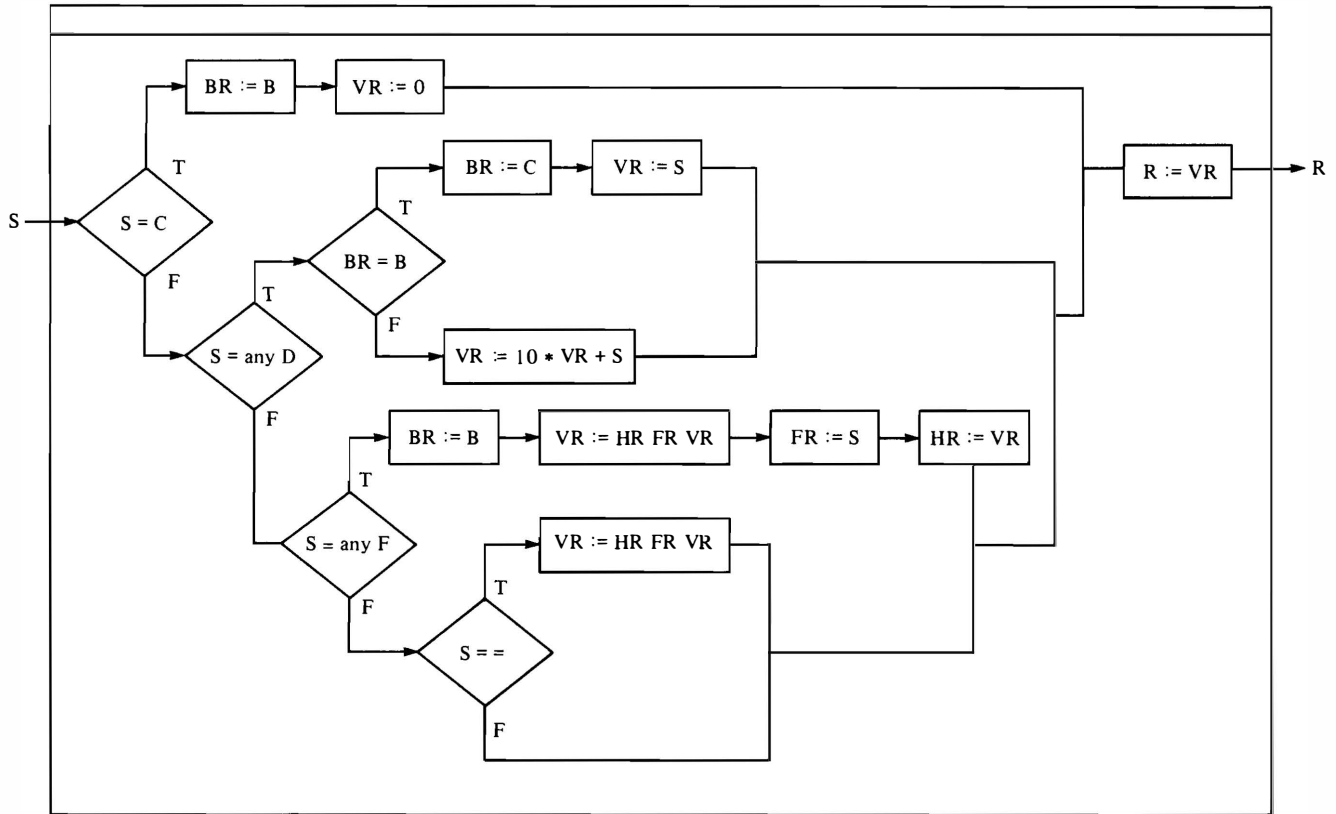 BR := B
VR := 0
BR := C
VR := S
R := VR
R
T
S
S = C
T
BR = B
F
T
F
S = any D
VR := 10 * VR + S
F
BR := B
VR := HR FR VR
FR := S
HR := VR
T
S = any F
VR := HR FR VR
T
F
S = =
F